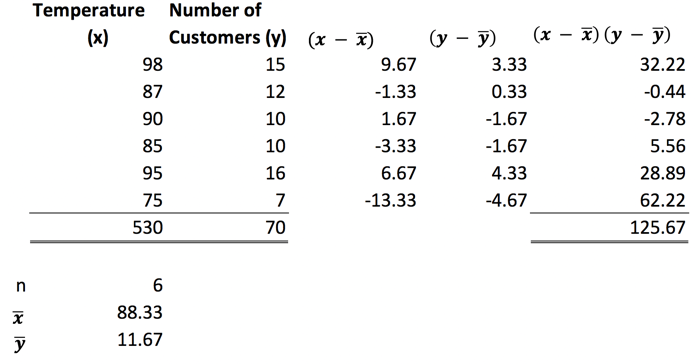 Temperature Number of
(x) Customers (y) (x − x̅) (y − y̅) (x − x̅)(y − y̅)
98 15 9.67 3.33 32.22
87 12 -1.33 0.33 -0.44
90 10 1.67 -1.67 -2.78
85 10 -3.33 -1.67 5.56
95 16 6.67 4.33 28.89
75 7 -13.33 -4.67 62.22
530 70 125.67
n 6
x̅ 88.33
y̅ 11.67